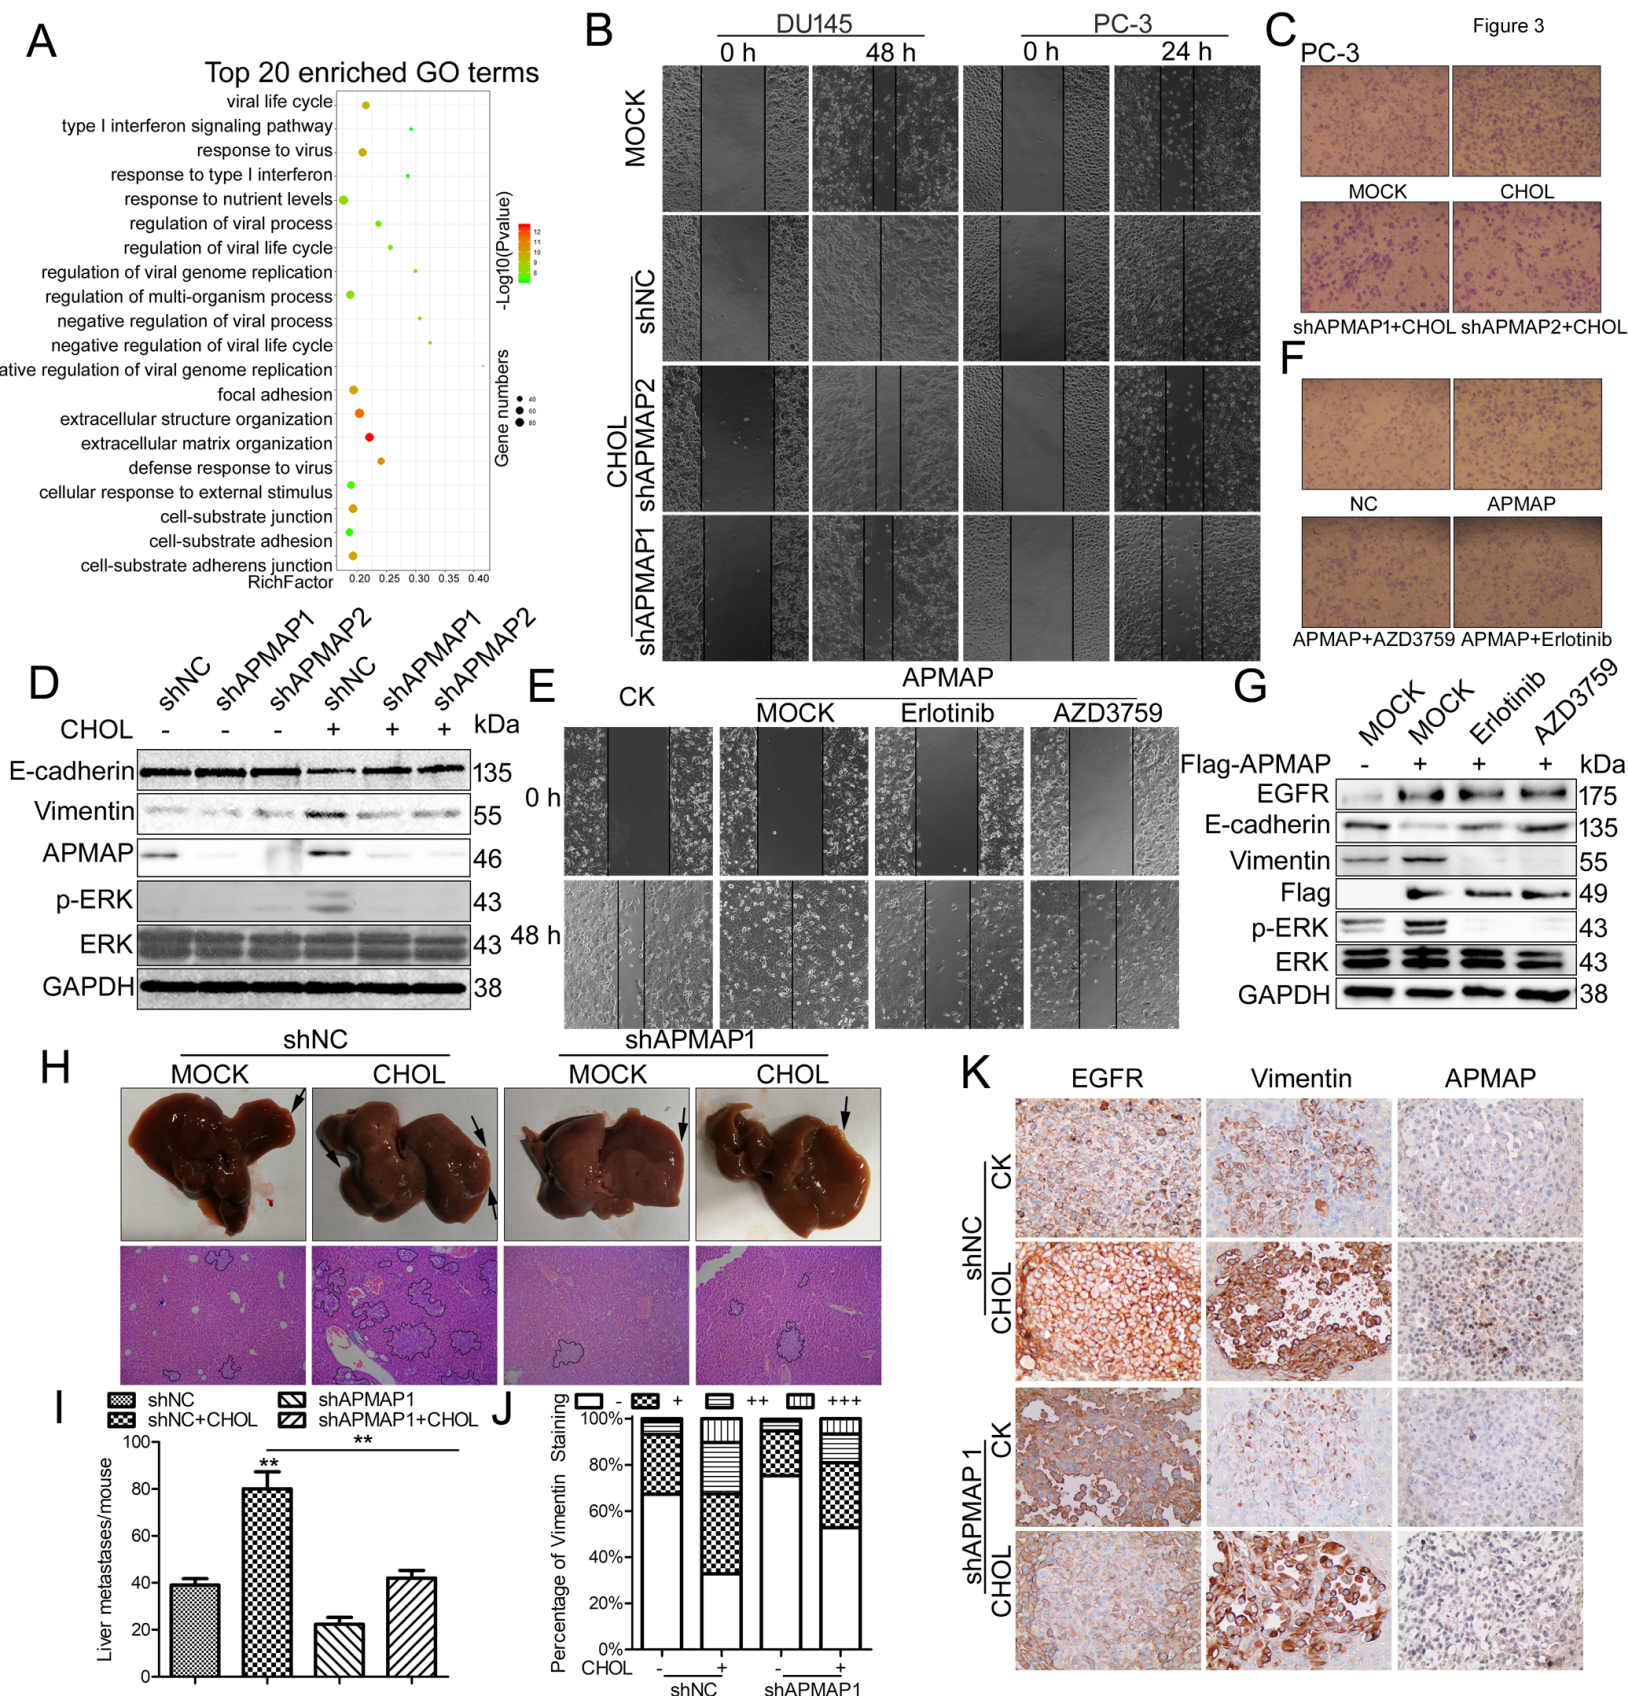 Figure 3
A
Top 20 enriched GO terms
viral life cycle
type I interferon signaling pathway
response to virus
response to type I interferon
response to nutrient levels
regulation of viral process
regulation of viral life cycle
regulation of viral genome replication
regulation of multi-organism process
negative regulation of viral process
negative regulation of viral life cycle
ative regulation of viral genome replication
focal adhesion
extracellular structure organization
extracellular matrix organization
defense response to virus
cellular response to external stimulus
cell-substrate junction
cell-substrate adhesion
cell-substrate adherens junction
RichFactor
0.20 0.25 0.30 0.35 0.40
-Log10(Pvalue)
12
11
10
9
8
Gene numbers
40
60
80
B
DU145 PC-3
0 h 48 h 0 h 24 h
MOCK
CHOL
shNC
shAPMAP2
shAPMAP1
C
PC-3
MOCK CHOL
shAPMAP1+CHOL shAPMAP2+CHOL
F
NC APMAP
APMAP+AZD3759 APMAP+Erlotinib
D
shNC shAPMAP1 shAPMAP2 shNC shAPMAP1 shAPMAP2
CHOL - - - + + + kDa
E-cadherin 135
Vimentin 55
APMAP 46
p-ERK 43
ERK 43
GAPDH 38
E
CK APMAP
MOCK Erlotinib AZD3759
0 h
48 h
G
MOCK MOCK Erlotinib AZD3759
Flag-APMAP - + + + kDa
EGFR 175
E-cadherin 135
Vimentin 55
Flag 49
p-ERK 43
ERK 43
GAPDH 38
H
shNC shAPMAP1
MOCK CHOL MOCK CHOL
I
shNC shAPMAP1
shNC+CHOL shAPMAP1+CHOL
Liver metastases/mouse
100
80
60
40
20
0
**
**
J
- + ++ +++
Percentage of Vimentin Staining
100%
80%
60%
40%
20%
0%
CHOL - + - +
shNC shAPMAP1
K
EGFR Vimentin APMAP
shNC
CK
CHOL
shAPMAP 1
CK
CHOL